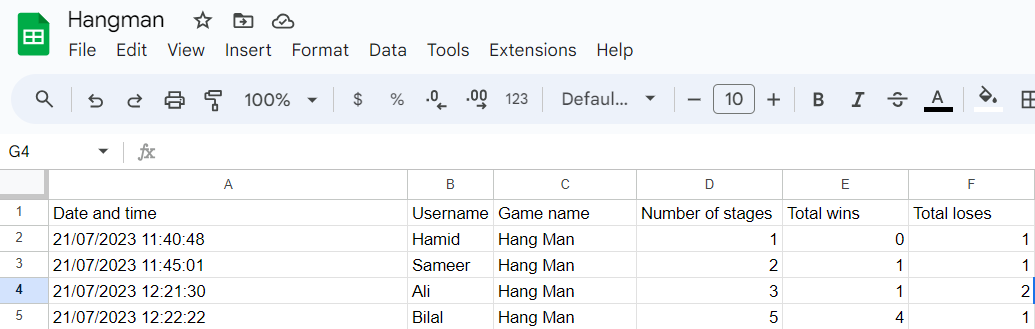 Hangman
File Edit View Insert Format Data Tools Extensions Help
100% $ % .0 .00 123 Defaul... 10 B I S A
G4 fx
A B C D E F
1 Date and time Username Game name Number of stages Total wins Total loses
2 21/07/2023 11:40:48 Hamid Hang Man 1 0 1
3 21/07/2023 11:45:01 Sameer Hang Man 2 1 1
4 21/07/2023 12:21:30 Ali Hang Man 3 1 2
5 21/07/2023 12:22:22 Bilal Hang Man 5 4 1